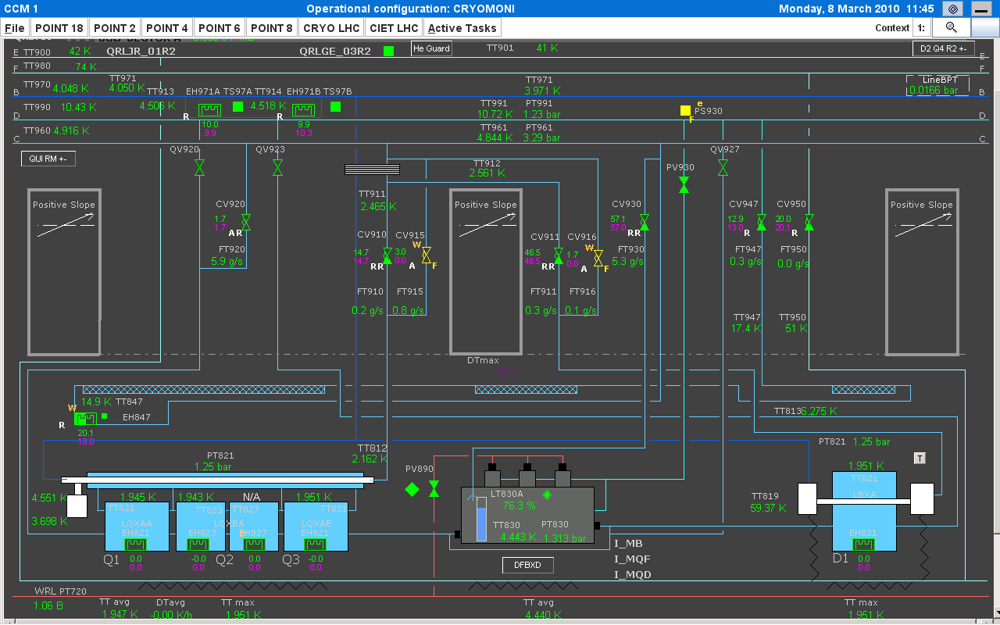 CCM 1 Operational configuration: CRYOMONI Monday, 8 March 2010 11:45
File POINT 18 POINT 2 POINT 4 POINT 6 POINT 8 CRYO LHC CIET LHC Active Tasks Context 1:
E TT900 42 K QRLJR_01R2 QRLGE_03R2 He Guard TT901 41 K D2 Q4 R2 +- E
F TT980 74 K F
B TT970 4.048 K TT971 4.050 K TT971 3.971 K LineBPT 0.0166 bar B
TT913 4.506 K EH971A TS97A TT914 4.518 K EH971B TS97B
D TT990 10.43 K R R TT991 10.72 K PT991 1.23 bar e PS930 F D
10.0 9.9
9.9 10.3
C TT960 4.916 K TT961 4.844 K PT961 3.29 bar C
QUI RM +- QV920 QV923 QV927
TT912 2.561 K PV930
TT911
2.465 K
Positive Slope Positive Slope Positive Slope
CV920 CV930 CV947 CV950
1.7 57.1 12.9 20.0
1.7 A R 57.0 RR 13.0 R 20.1 R
CV910 CV915 CV911 CV916
W W
14.7 3.0 46.5 1.7
14.7 RR 0.0 A F 46.5 RR 0.0 A F
FT920 FT930 FT947 FT950
5.9 g/s 5.3 g/s 0.3 g/s 0.0 g/s
FT910 FT915 FT911 FT916
0.2 g/s 0.8 g/s 0.3 g/s 0.1 g/s
TT947 TT950
17.4 K 51 K
DTmax
14.9 K TT847
W EH847
R
20.1
18.0
TT813 6.275 K
PT821 1.25 bar
TT812
2.162 K
PT821
1.25 bar
T
PV890
4.551 K 1.945 K 1.943 K N/A 1.951 K
TT821 TT823 TT827 TT821
3.698 K LQXAA LQXBA LQXAE
EH821 EH823 EH827 EH821
Q1 0.0 -0.0 Q2 0.0 Q3 -0.0
0.0 0.0 0.0 0.0
LT830A
76.3 %
TT830 PT830
4.443 K 1.313 bar
DFBXD
I_MB
I_MQF
I_MQD
1.951 K
TT821
TT819 LBXA
59.37 K
EH821
D1 0.0
0.0
WRL PT720
1.06 B
TT avg DTavg TT max TT avg TT max
1.947 K -0.00 K/h 1.951 K 4.440 K 1.951 K